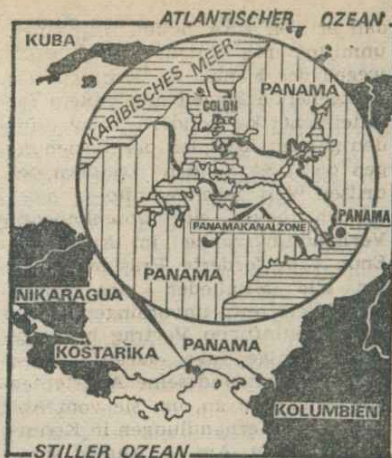 ATLANTISCHER OZEAN
KUBA
KARIBISCHES MEER
COLON
PANAMA
PANAMA
PANAMAKANALZONE
PANAMA
NIKARAGUA
PANAMA
KOSTARIKA
KOLUMBIEN
STILLER OZEAN